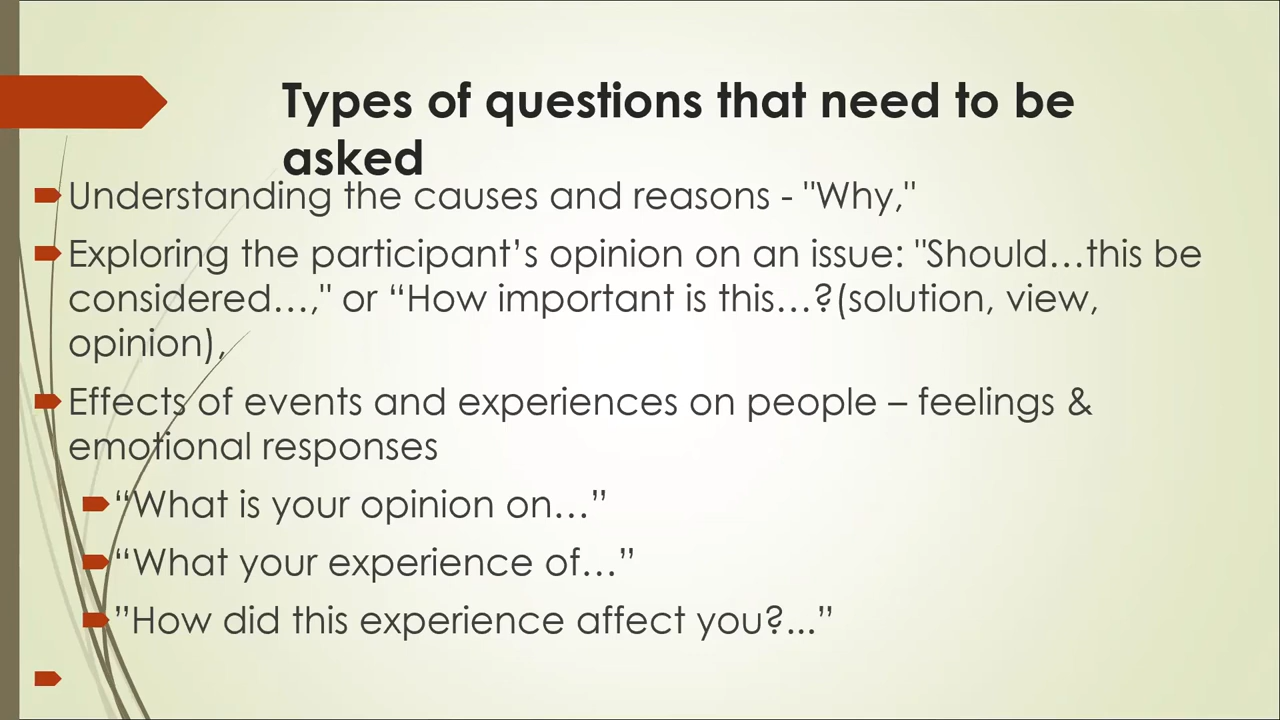 Types of questions that need to be
asked
Understanding the causes and reasons - "Why,"
Exploring the participant’s opinion on an issue: "Should…this be
considered…," or “How important is this…?(solution, view,
opinion),
Effects of events and experiences on people – feelings &
emotional responses
“What is your opinion on…”
“What your experience of…”
”How did this experience affect you?...”